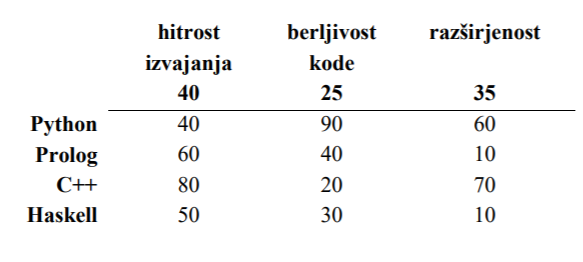 hitrost berljivost razširjenost
izvajanja kode
40 25 35
Python 40 90 60
Prolog 60 40 10
C++ 80 20 70
Haskell 50 30 10